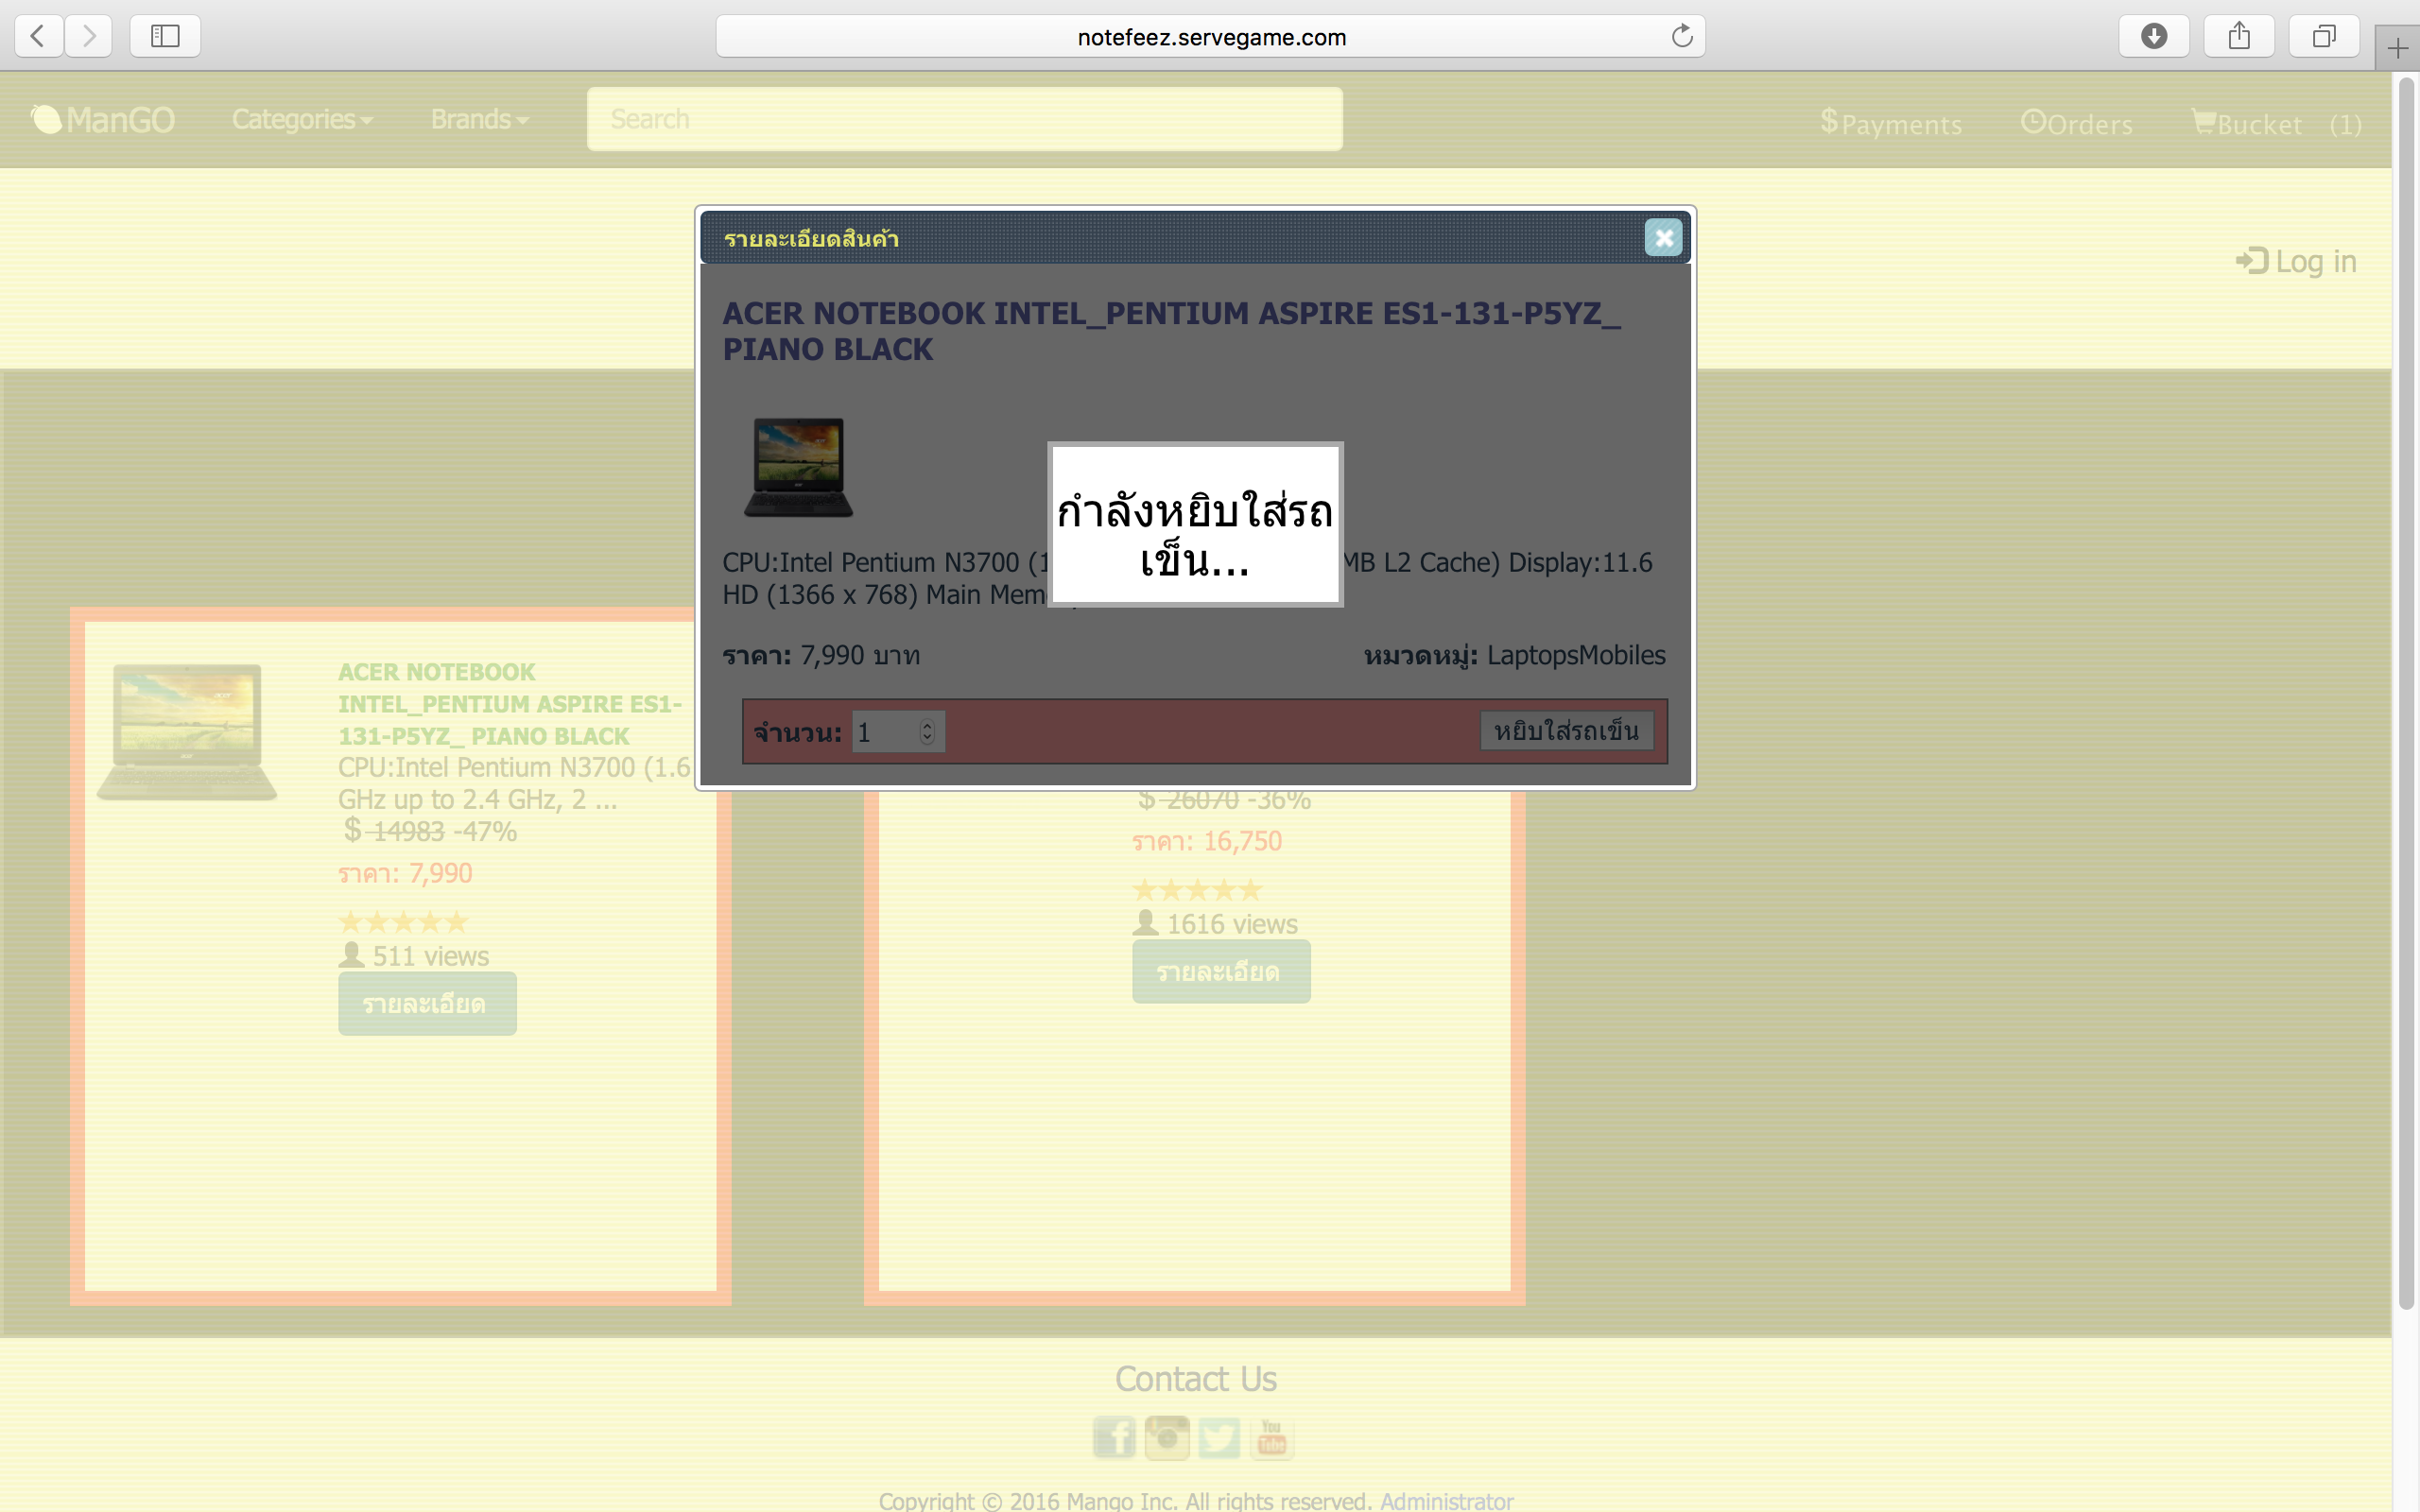 notefeez.servegame.com
ManGO Categories Brands Search $Payments Orders Bucket (1)
Log in
รายละเอียดสินค้า
ACER NOTEBOOK INTEL_PENTIUM ASPIRE ES1-131-P5YZ_
PIANO BLACK
กำลังหยิบใส่รถ
เข็น...
CPU:Intel Pentium N3700 (1 MB L2 Cache) Display:11.6
HD (1366 x 768) Main
ราคา: 7,990 บาท หมวดหมู่: LaptopsMobiles
จำนวน: 1 หยิบใส่รถเข็น
ACER NOTEBOOK
INTEL_PENTIUM ASPIRE ES1-
131-P5YZ_ PIANO BLACK
CPU:Intel Pentium N3700 (1.6
GHz up to 2.4 GHz, 2 ...
$ 14983 -47%
ราคา: 7,990
511 views
รายละเอียด
$ 26070 -36%
ราคา: 16,750
1616 views
รายละเอียด
Contact Us
You
Tube
Copyright © 2016 Mango Inc. All rights reserved. Administrator